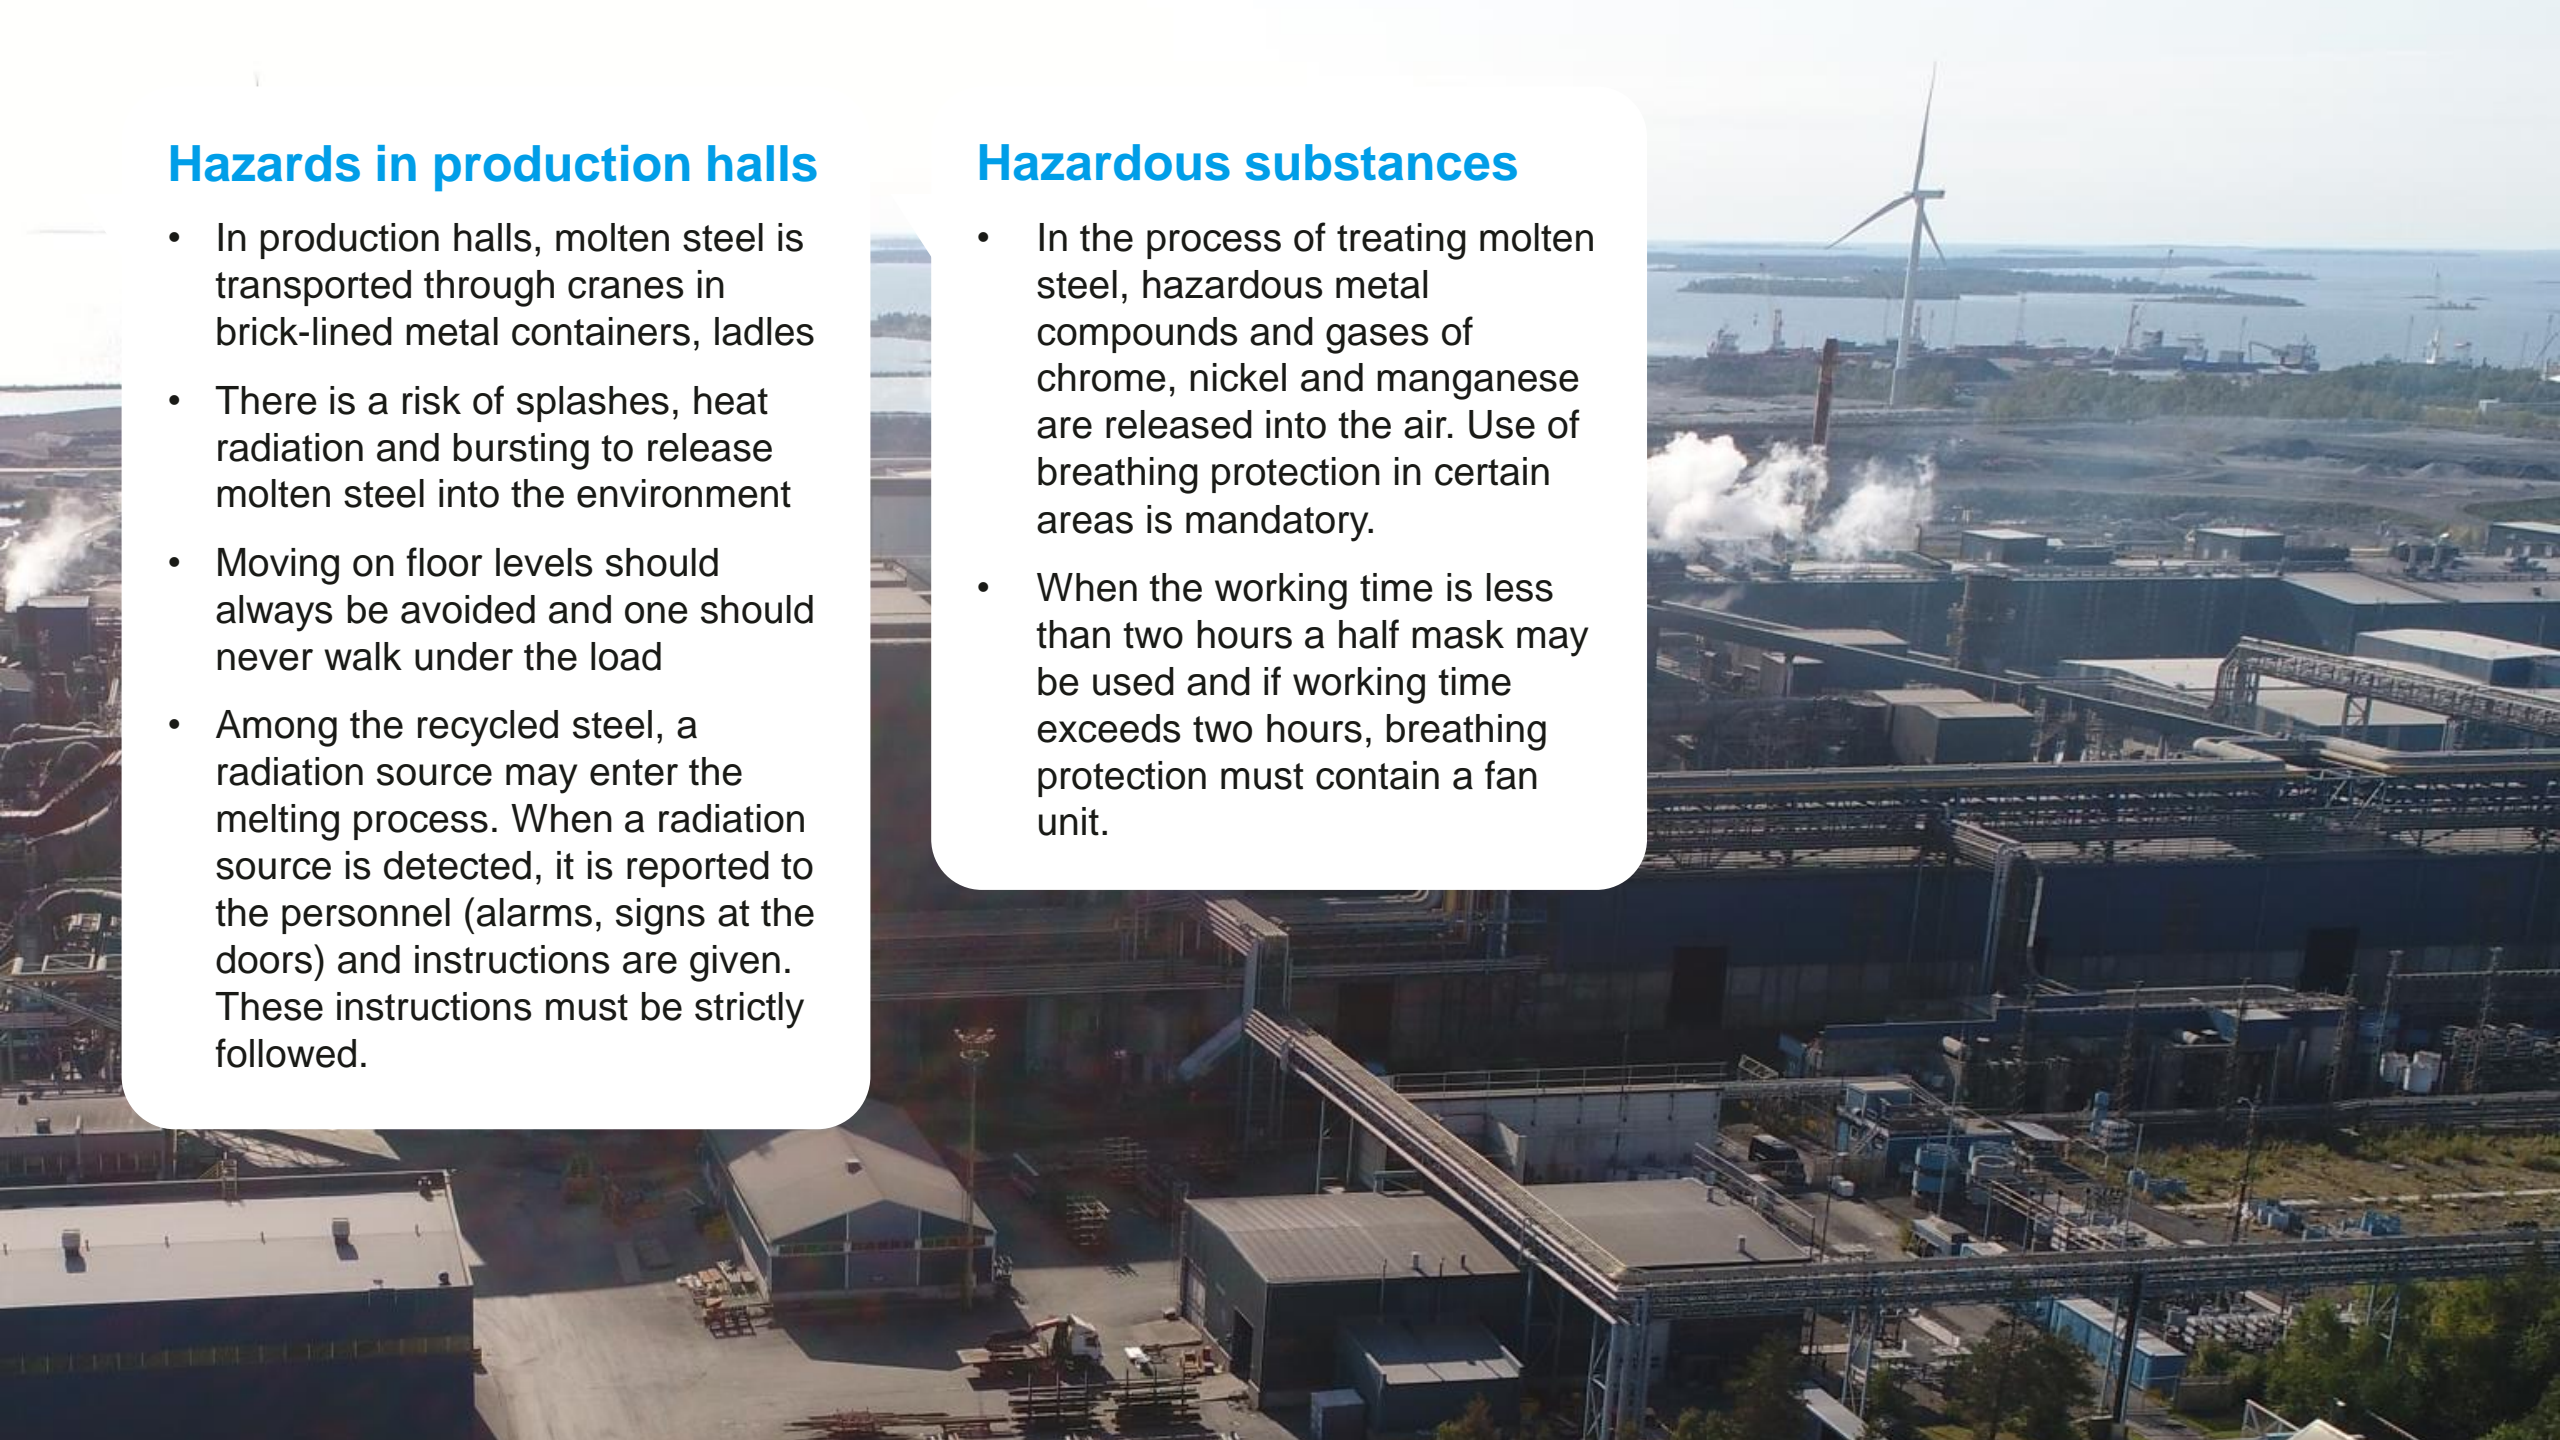 Hazards in production halls
• In production halls, molten steel is
transported through cranes in
brick-lined metal containers, ladles
• There is a risk of splashes, heat
radiation and bursting to release
molten steel into the environment
• Moving on floor levels should
always be avoided and one should
never walk under the load
• Among the recycled steel, a
radiation source may enter the
melting process. When a radiation
source is detected, it is reported to
the personnel (alarms, signs at the
doors) and instructions are given.
These instructions must be strictly
followed.
Hazardous substances
• In the process of treating molten
steel, hazardous metal
compounds and gases of
chrome, nickel and manganese
are released into the air. Use of
breathing protection in certain
areas is mandatory.
• When the working time is less
than two hours a half mask may
be used and if working time
exceeds two hours, breathing
protection must contain a fan
unit.